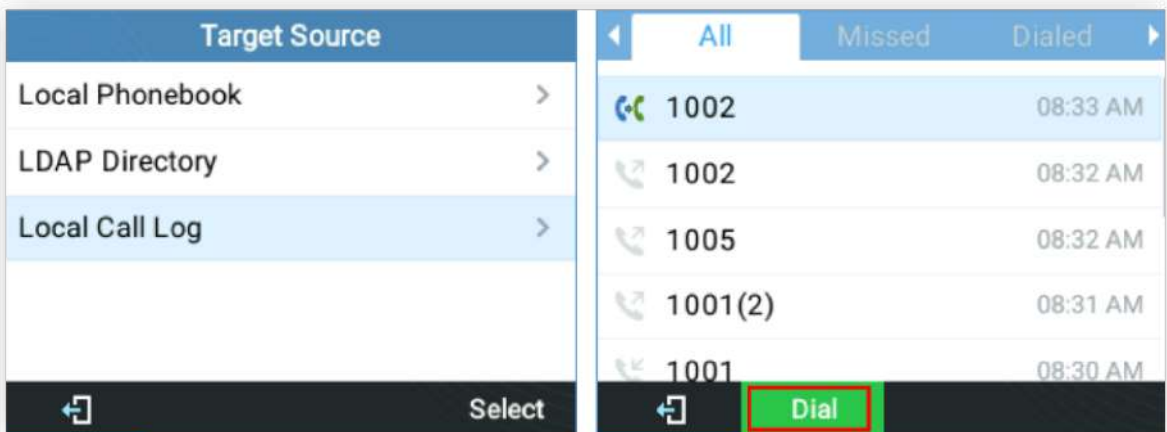 Target Source
Local Phonebook
LDAP Directory
Local Call Log
Select
All Missed Dialed
1002 08:33 AM
1002 08:32 AM
1005 08:32 AM
1001(2) 08:31 AM
1001 08:30 AM
Dial